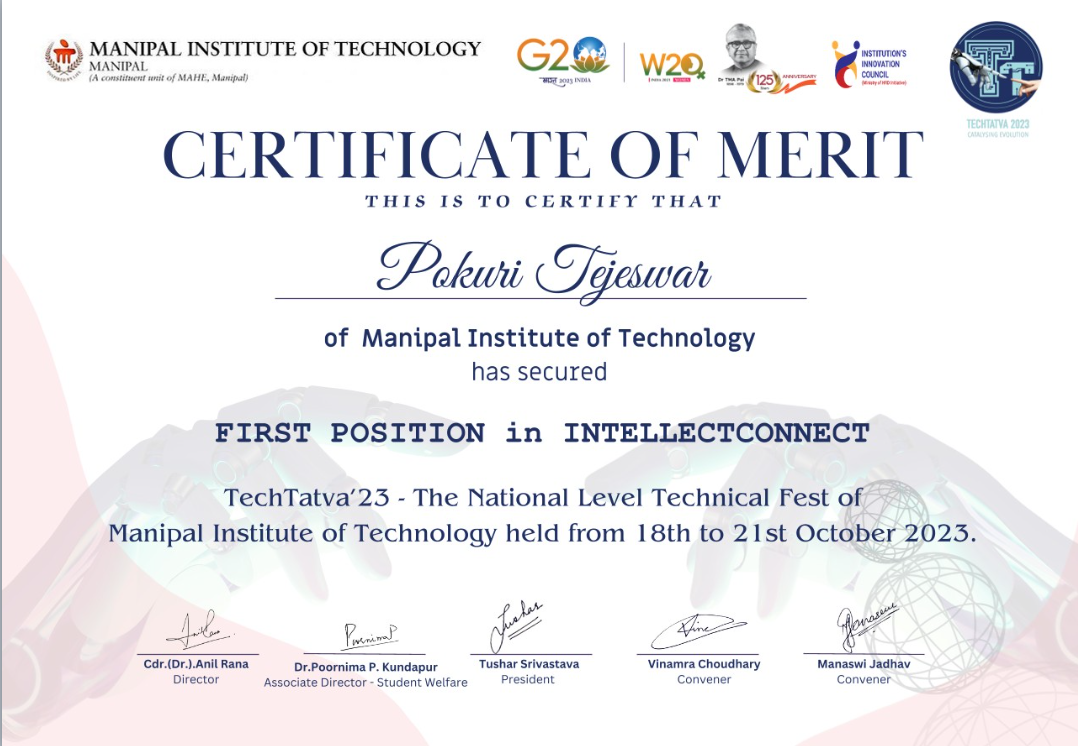 MANIPAL INSTITUTE OF TECHNOLOGY
MANIPAL
(A constituent unit of MAHE, Manipal)
G20
भारत 2023 INDIA
W20
Dr TMA Pai
125
ANNIVERSARY
INSTITUTION'S
INNOVATION
COUNCIL
(Ministry of HRD Initiative)
TECHTATVA 2023
CATALYSING EVOLUTION
CERTIFICATE OF MERIT
THIS IS TO CERTIFY THAT
Pokuri Tejeswar
of Manipal Institute of Technology
has secured
FIRST POSITION in INTELLECTCONNECT
TechTatva'23 - The National Level Technical Fest of
Manipal Institute of Technology held from 18th to 21st October 2023.
Cdr.(Dr.).Anil Rana
Director
Dr.Poornima P. Kundapur
Associate Director - Student Welfare
Tushar Srivastava
President
Vinamra Choudhary
Convener
Manaswi Jadhav
Convener